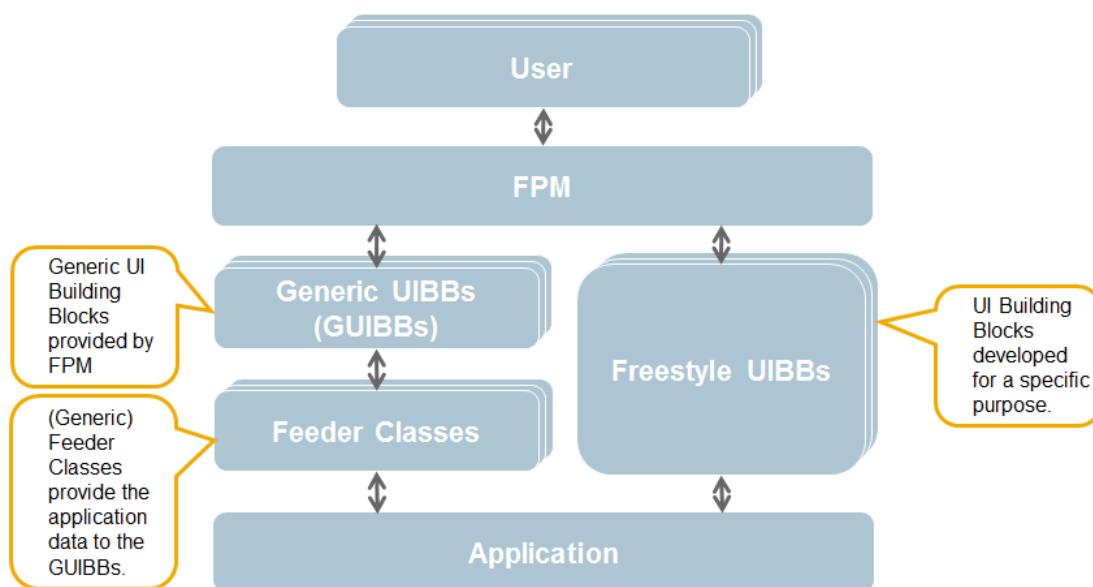 User
FPM
Generic UI
Building
Blocks
provided by
FPM
Generic UIBBs
(GUIBBs)
Freestyle UIBBs
UI Building
Blocks
developed
for a specific
purpose.
(Generic)
Feeder
Classes
provide the
application
data to the
GUIBBs.
Feeder Classes
Application